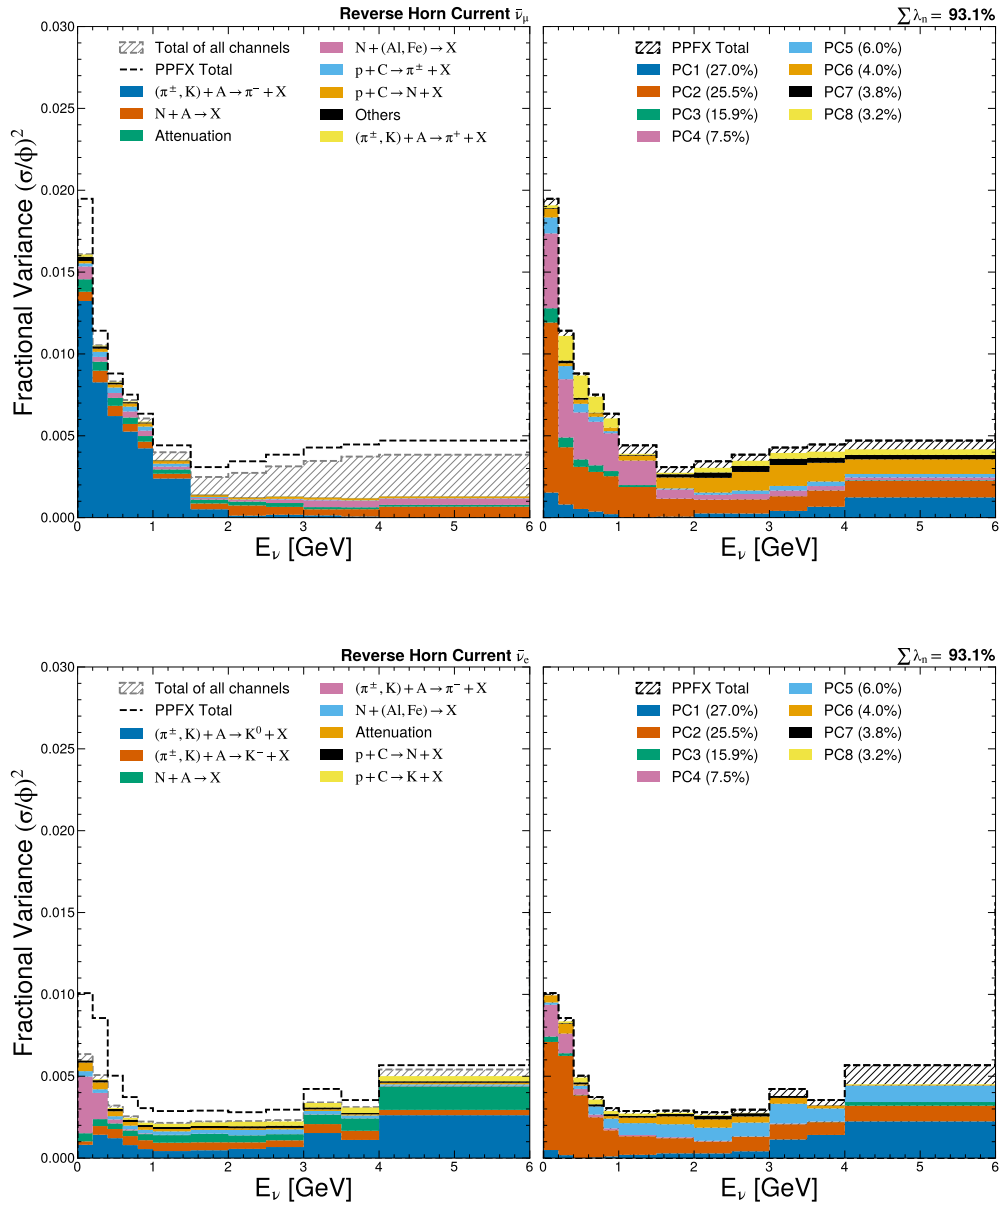 Reverse Horn Current ν̄μ
∑ λn = 93.1%
Fractional Variance (σ/ϕ)²
0.030
0.025
0.020
0.015
0.010
0.005
0.000
Total of all channels
PPFX Total
(π±, K) + A → π− + X
N + A → X
Attenuation
N + (Al, Fe) → X
p + C → π± + X
p + C → N + X
Others
(π±, K) + A → π+ + X
0 1 2 3 4 5 6
Eν [GeV]
PPFX Total
PC1 (27.0%)
PC2 (25.5%)
PC3 (15.9%)
PC4 (7.5%)
PC5 (6.0%)
PC6 (4.0%)
PC7 (3.8%)
PC8 (3.2%)
1 2 3 4 5 6
Eν [GeV]
Reverse Horn Current ν̄e
∑ λn = 93.1%
Fractional Variance (σ/ϕ)²
0.030
0.025
0.020
0.015
0.010
0.005
0.000
Total of all channels
PPFX Total
(π±, K) + A → K⁰ + X
(π±, K) + A → K− + X
N + A → X
(π±, K) + A → π− + X
N + (Al, Fe) → X
Attenuation
p + C → N + X
p + C → K + X
0 1 2 3 4 5 6
Eν [GeV]
PPFX Total
PC1 (27.0%)
PC2 (25.5%)
PC3 (15.9%)
PC4 (7.5%)
PC5 (6.0%)
PC6 (4.0%)
PC7 (3.8%)
PC8 (3.2%)
1 2 3 4 5 6
Eν [GeV]